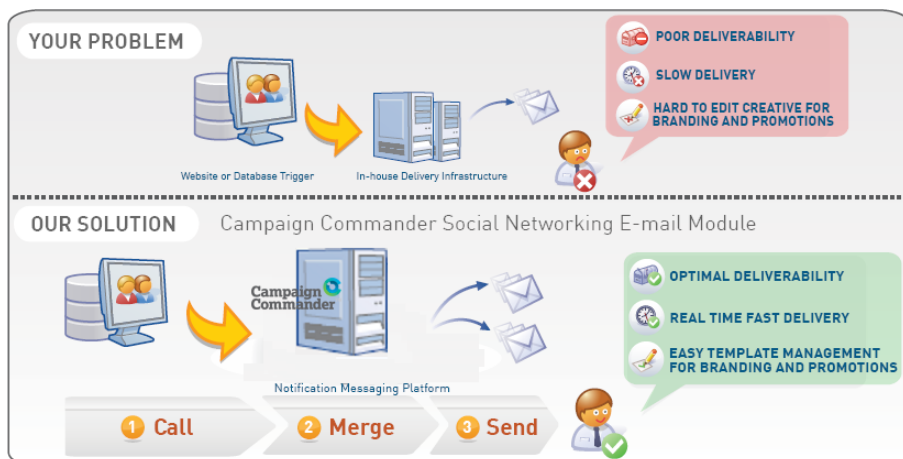 YOUR PROBLEM
POOR DELIVERABILITY
SLOW DELIVERY
HARD TO EDIT CREATIVE FOR
BRANDING AND PROMOTIONS
Website or Database Trigger
In-house Delivery Infrastructure
OUR SOLUTION
Campaign Commander Social Networking E-mail Module
Campaign
Commander
OPTIMAL DELIVERABILITY
REAL TIME FAST DELIVERY
EASY TEMPLATE MANAGEMENT
FOR BRANDING AND PROMOTIONS
Notification Messaging Platform
1 Call
2 Merge
3 Send